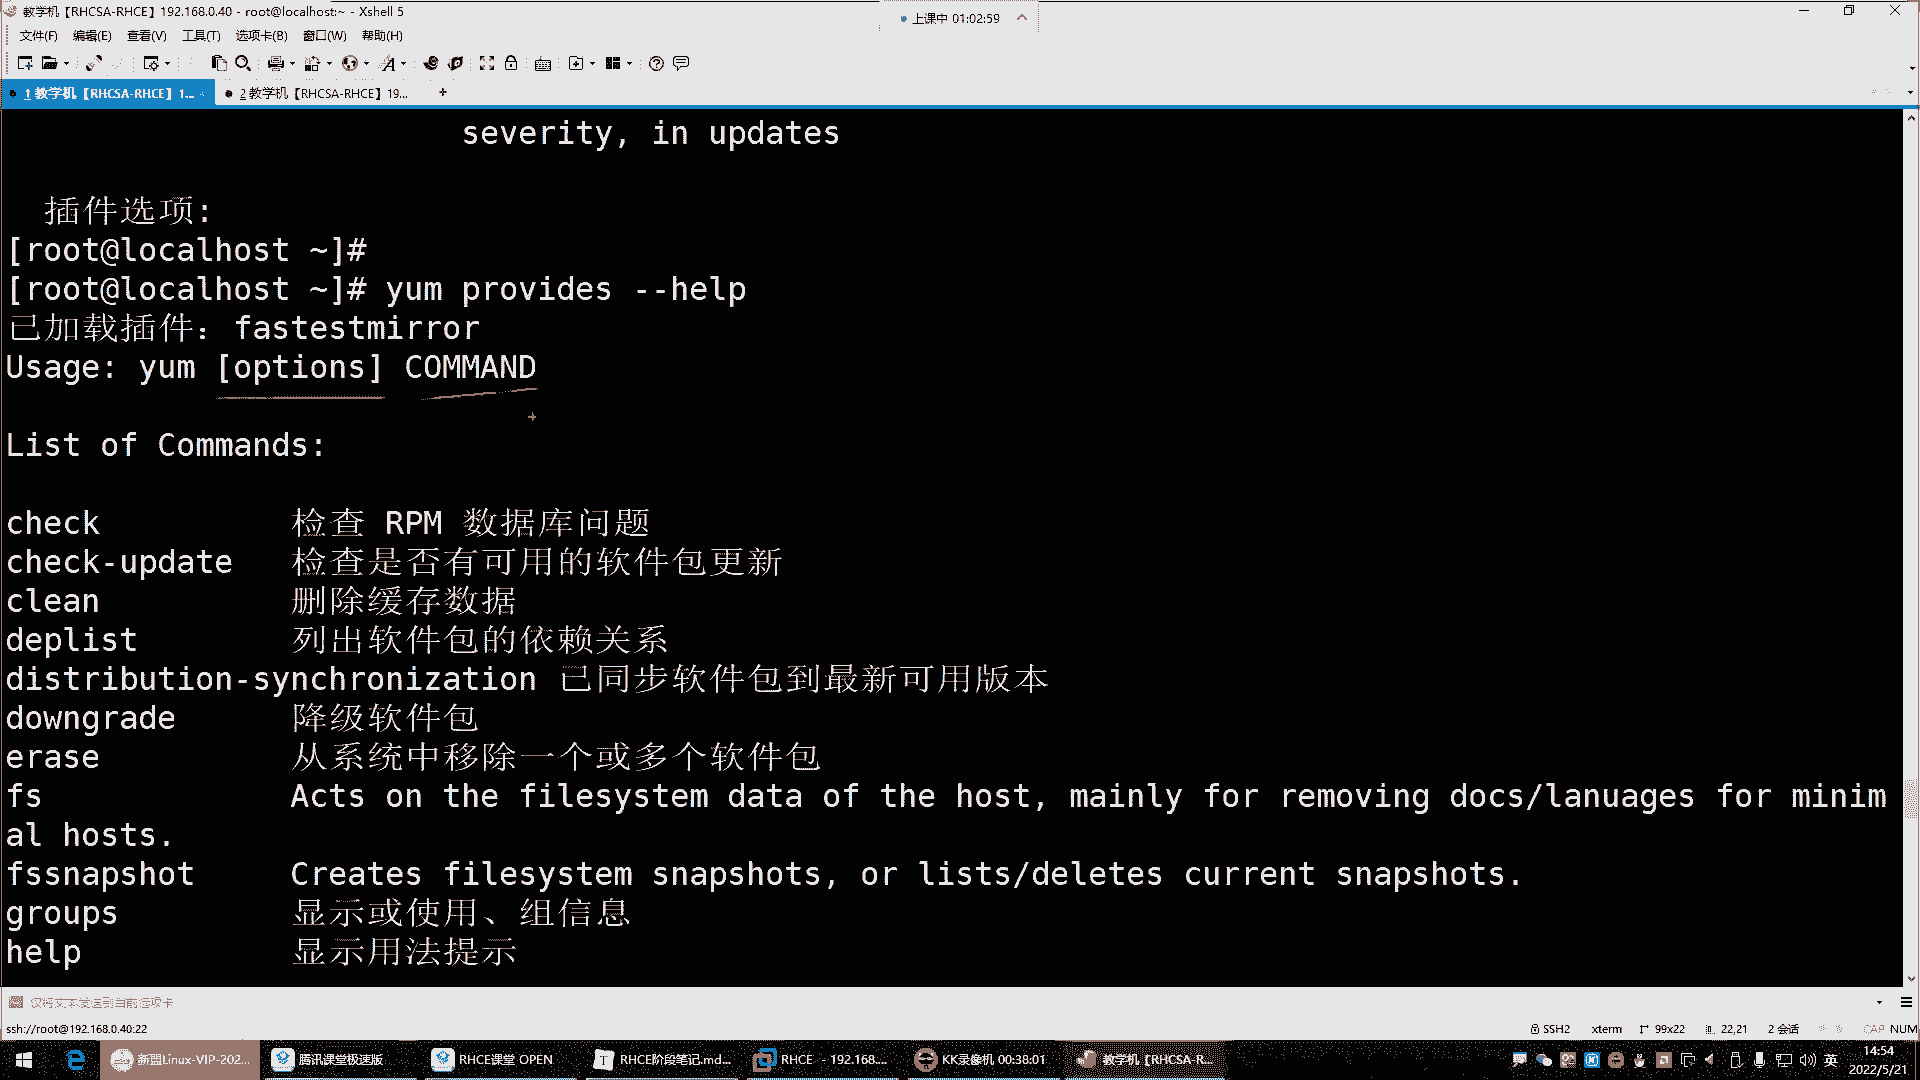 教学机【RHCSA-RHCE】192.168.0.40 - root@localhost:~ - Xshell 5
上课中 01:02:59
文件(F) 编辑(E) 查看(V) 工具(T) 选项卡(B) 窗口(W) 帮助(H)
1 教学机【RHCSA-RHCE】1... 2 教学机【RHCSA-RHCE】19... +
severity, in updates
插件选项:
[root@localhost ~]#
[root@localhost ~]# yum provides --help
已加载插件：fastestmirror
Usage: yum [options] COMMAND
List of Commands:
check 检查 RPM 数据库问题
check-update 检查是否有可用的软件包更新
clean 删除缓存数据
deplist 列出软件包的依赖关系
distribution-synchronization 已同步软件包到最新可用版本
downgrade 降级软件包
erase 从系统中移除一个或多个软件包
fs Acts on the filesystem data of the host, mainly for removing docs/lanuages for minim
al hosts.
fssnapshot Creates filesystem snapshots, or lists/deletes current snapshots.
groups 显示或使用、组信息
help 显示用法提示
仅将文本发送到当前选项卡
ssh://root@192.168.0.40:22 SSH2 xterm 99x22 22,21 2 会话 CAP NUM
新盟Linux-VIP-202... 腾讯课堂极速版 RHCE课堂 OPEN RHCE阶段笔记.md... RHCE - 192.168.... KK录像机 00:38:01 教学机【RHCSA-R... 英 14:54
2022/5/21